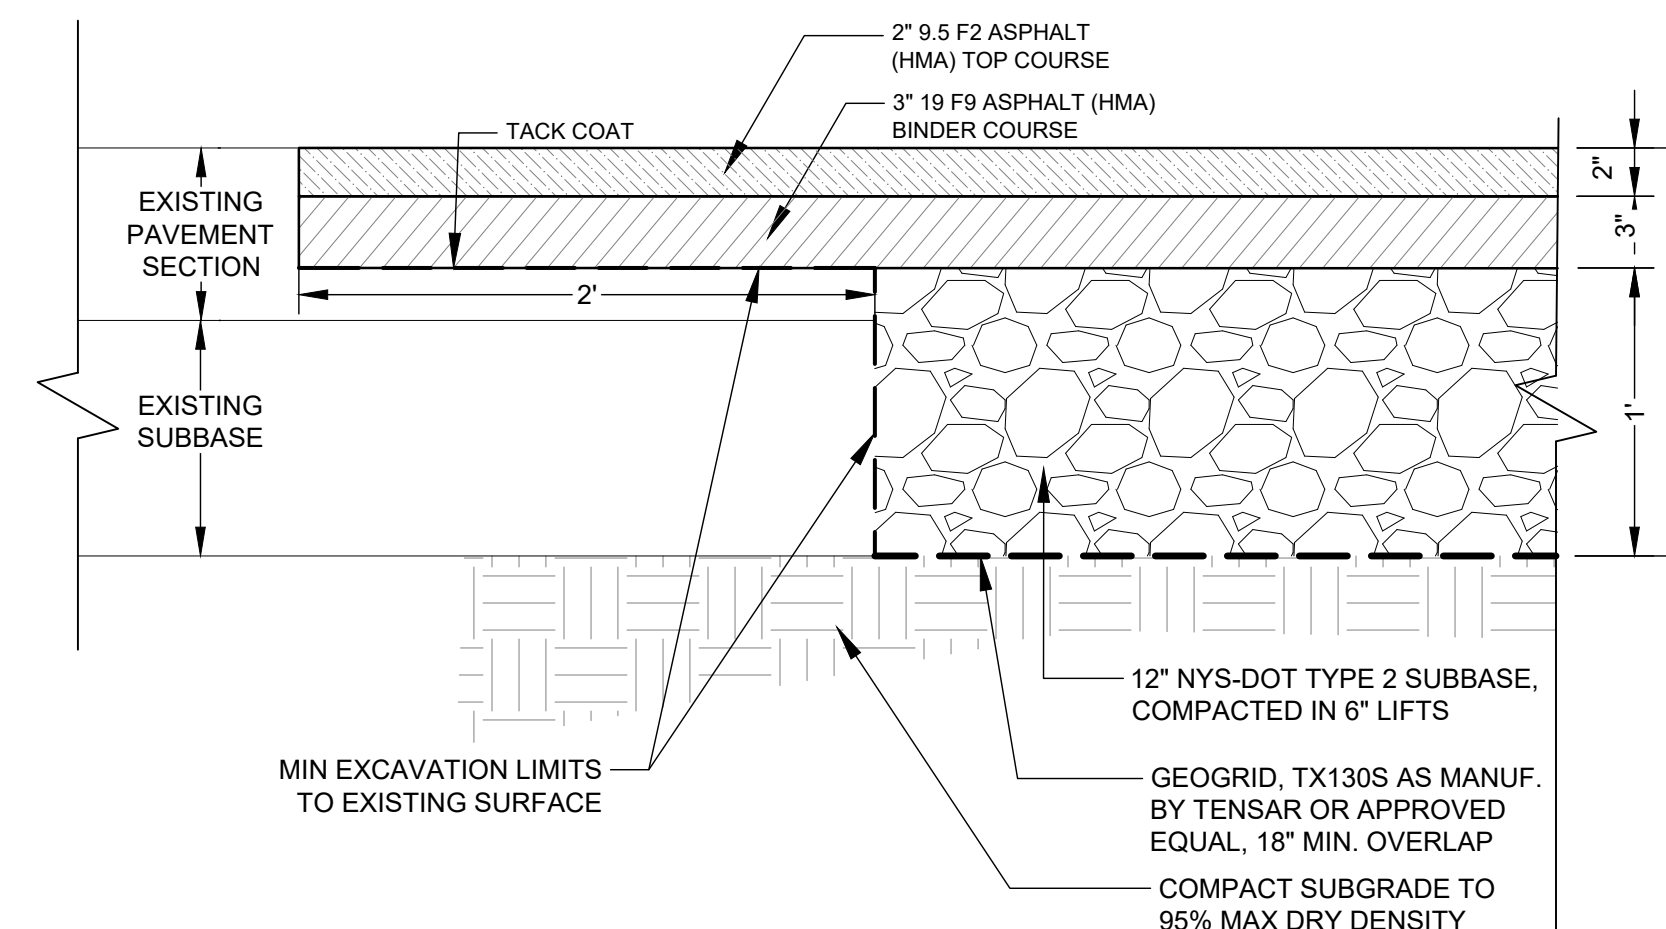 2" 9.5 F2 ASPHALT
(HMA) TOP COURSE
3" 19 F9 ASPHALT (HMA)
BINDER COURSE
TACK COAT
2"
3"
1'
EXISTING
PAVEMENT
SECTION
2'
EXISTING
SUBBASE
12" NYS-DOT TYPE 2 SUBBASE,
COMPACTED IN 6" LIFTS
MIN EXCAVATION LIMITS
TO EXISTING SURFACE
GEOGRID, TX130S AS MANUF.
BY TENSAR OR APPROVED
EQUAL, 18" MIN. OVERLAP
COMPACT SUBGRADE TO
95% MAX DRY DENSITY